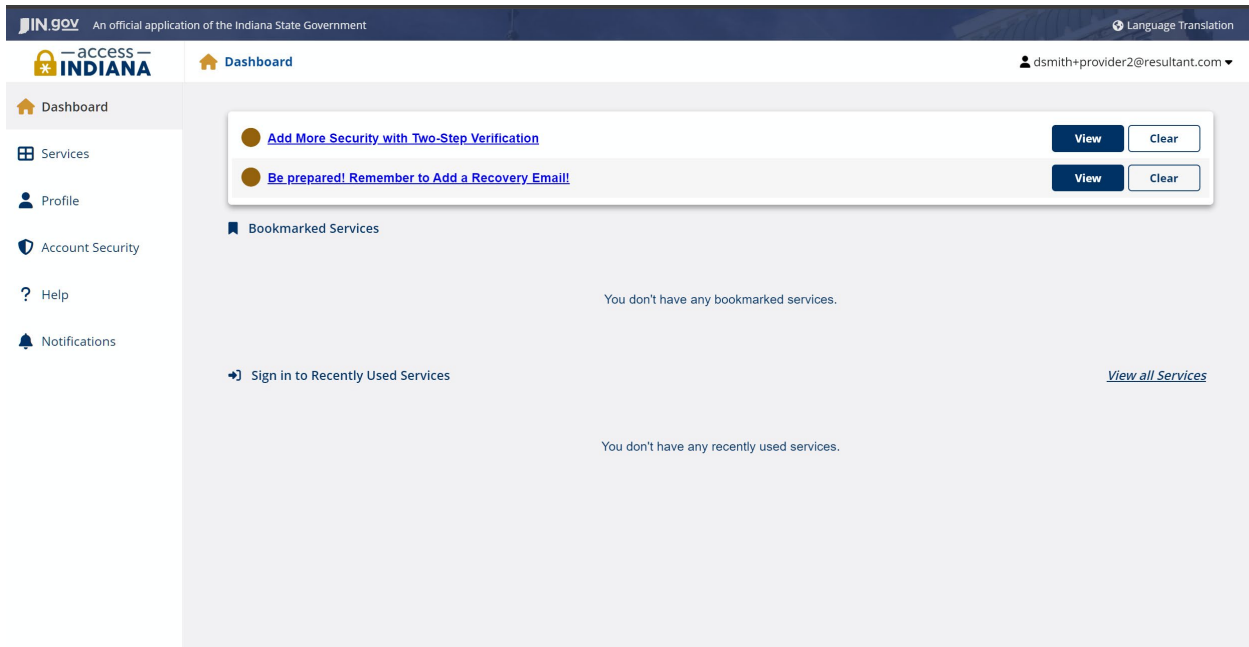 IN.gov An official application of the Indiana State Government
Language Translation
access
INDIANA
Dashboard
dsmith+provider2@resultant.com
Dashboard
Services
Profile
Account Security
Help
Notifications
Add More Security with Two-Step Verification View Clear
Be prepared! Remember to Add a Recovery Email! View Clear
Bookmarked Services
You don't have any bookmarked services.
Sign in to Recently Used Services View all Services
You don't have any recently used services.